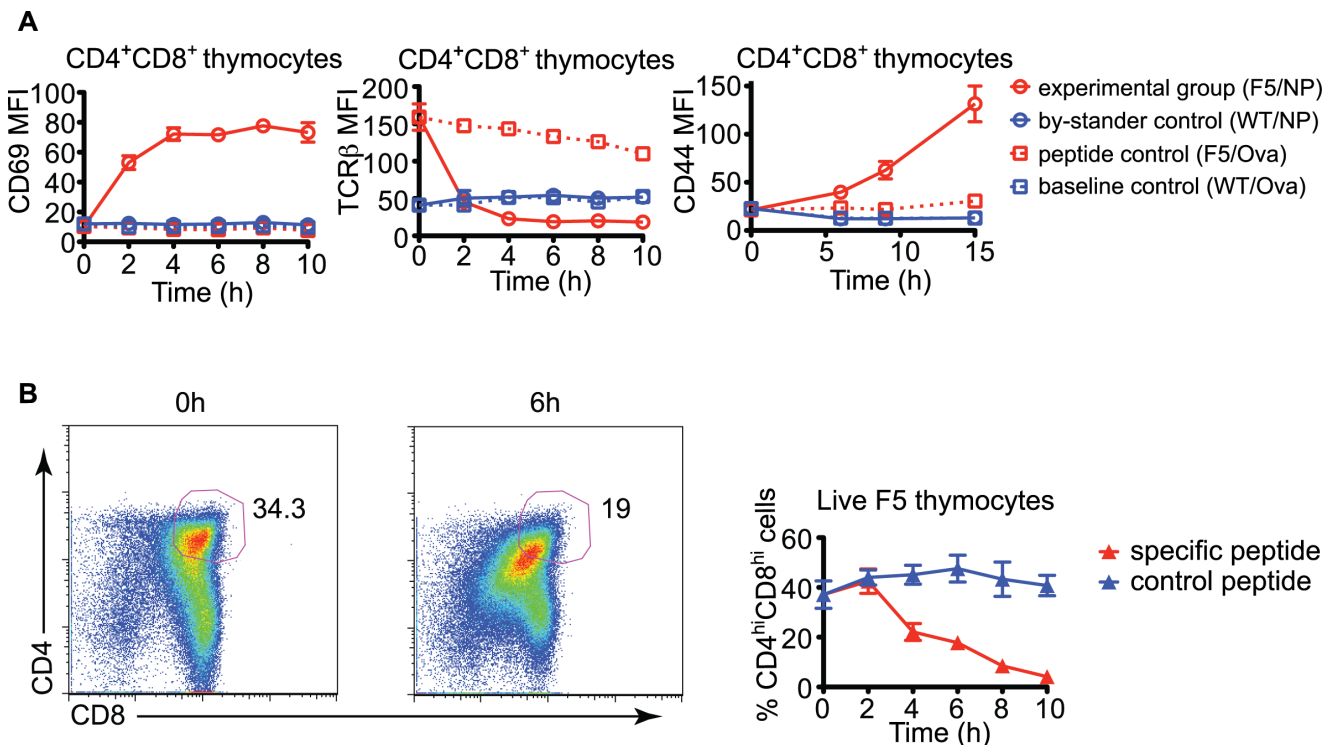 A
CD4⁺CD8⁺ thymocytes
CD69 MFI
100
80
60
40
20
0
0 2 4 6 8 10
Time (h)
CD4⁺CD8⁺ thymocytes
TCRβ MFI
200
150
100
50
0
0 2 4 6 8 10
Time (h)
CD4⁺CD8⁺ thymocytes
CD44 MFI
150
100
50
0
0 5 10 15
Time (h)
experimental group (F5/NP)
by-stander control (WT/NP)
peptide control (F5/Ova)
baseline control (WT/Ova)
B
0h
34.3
6h
19
CD4
CD8
Live F5 thymocytes
% CD4ʰⁱCD8ʰⁱ cells
60
40
20
0
0 2 4 6 8 10
Time (h)
specific peptide
control peptide